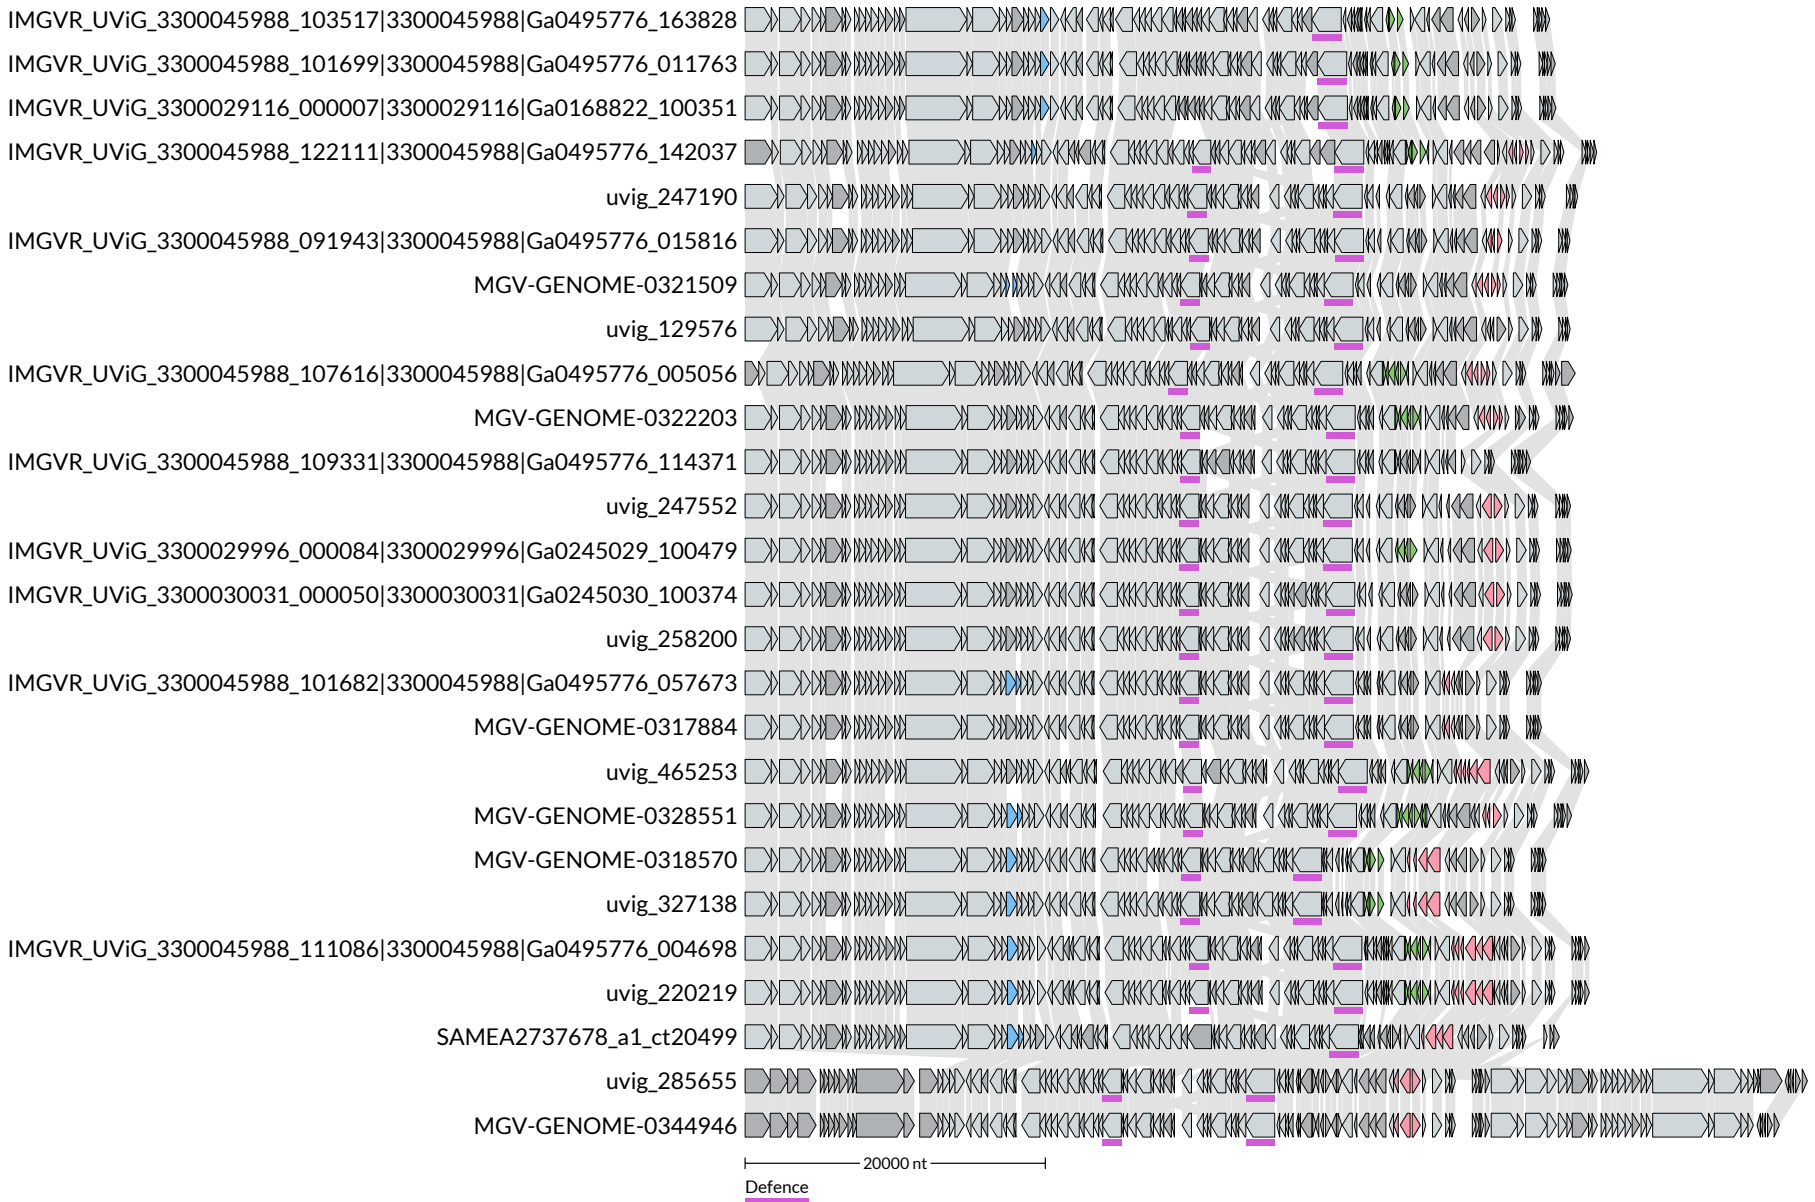 IMGVR_UViG_3300045988_103517|3300045988|Ga0495776_163828
IMGVR_UViG_3300045988_101699|3300045988|Ga0495776_011763
IMGVR_UViG_3300029116_000007|3300029116|Ga0168822_100351
IMGVR_UViG_3300045988_122111|3300045988|Ga0495776_142037
uvig_247190
IMGVR_UViG_3300045988_091943|3300045988|Ga0495776_015816
MGV-GENOME-0321509
uvig_129576
IMGVR_UViG_3300045988_107616|3300045988|Ga0495776_005056
MGV-GENOME-0322203
IMGVR_UViG_3300045988_109331|3300045988|Ga0495776_114371
uvig_247552
IMGVR_UViG_3300029996_000084|3300029996|Ga0245029_100479
IMGVR_UViG_3300030031_000050|3300030031|Ga0245030_100374
uvig_258200
IMGVR_UViG_3300045988_101682|3300045988|Ga0495776_057673
MGV-GENOME-0317884
uvig_465253
MGV-GENOME-0328551
MGV-GENOME-0318570
uvig_327138
IMGVR_UViG_3300045988_111086|3300045988|Ga0495776_004698
uvig_220219
SAMEA2737678_a1_ct20499
uvig_285655
MGV-GENOME-0344946
20000 nt
Defence